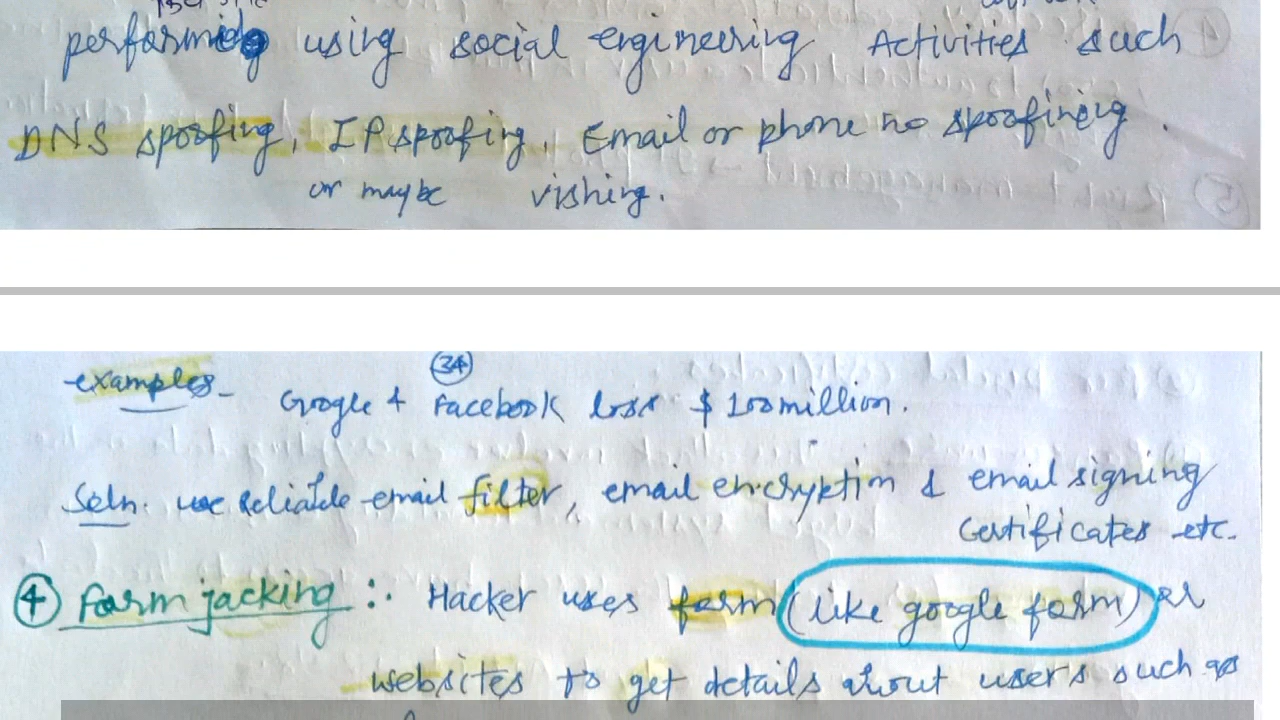 performing using social engineering Activities such
DNS spoofing, IP spoofing, Email or phone no spoofing.
or maybe vishing.
34
examples - Google & Facebook loss $ 100 million.
Soln. use reliable email filter, email encryption & email signing
Certificates etc.
4 Form jacking :. Hacker uses form (like google form) or
websites to get details about users such as